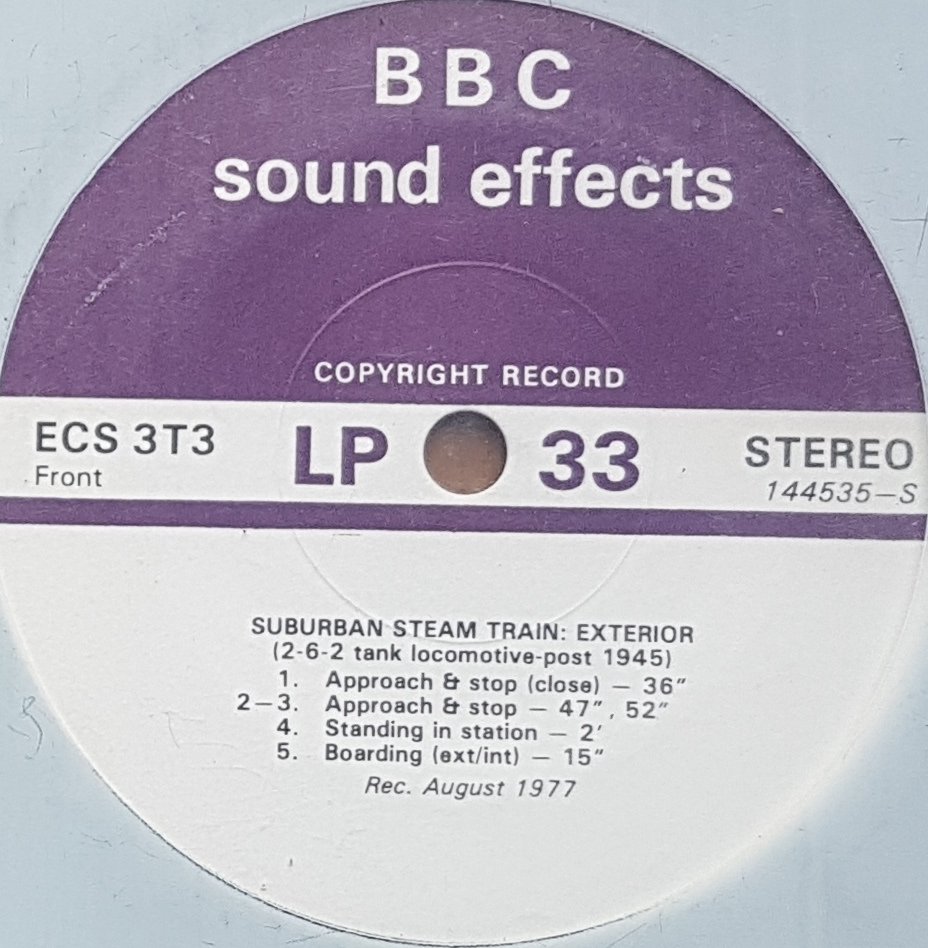 BBC
sound effects
COPYRIGHT RECORD
ECS 3T3 LP 33 STEREO
Front 144535–S
SUBURBAN STEAM TRAIN: EXTERIOR
(2-6-2 tank locomotive-post 1945)
1. Approach & stop (close) — 36"
2–3. Approach & stop — 47", 52"
4. Standing in station — 2'
5. Boarding (ext/int) — 15"
Rec. August 1977